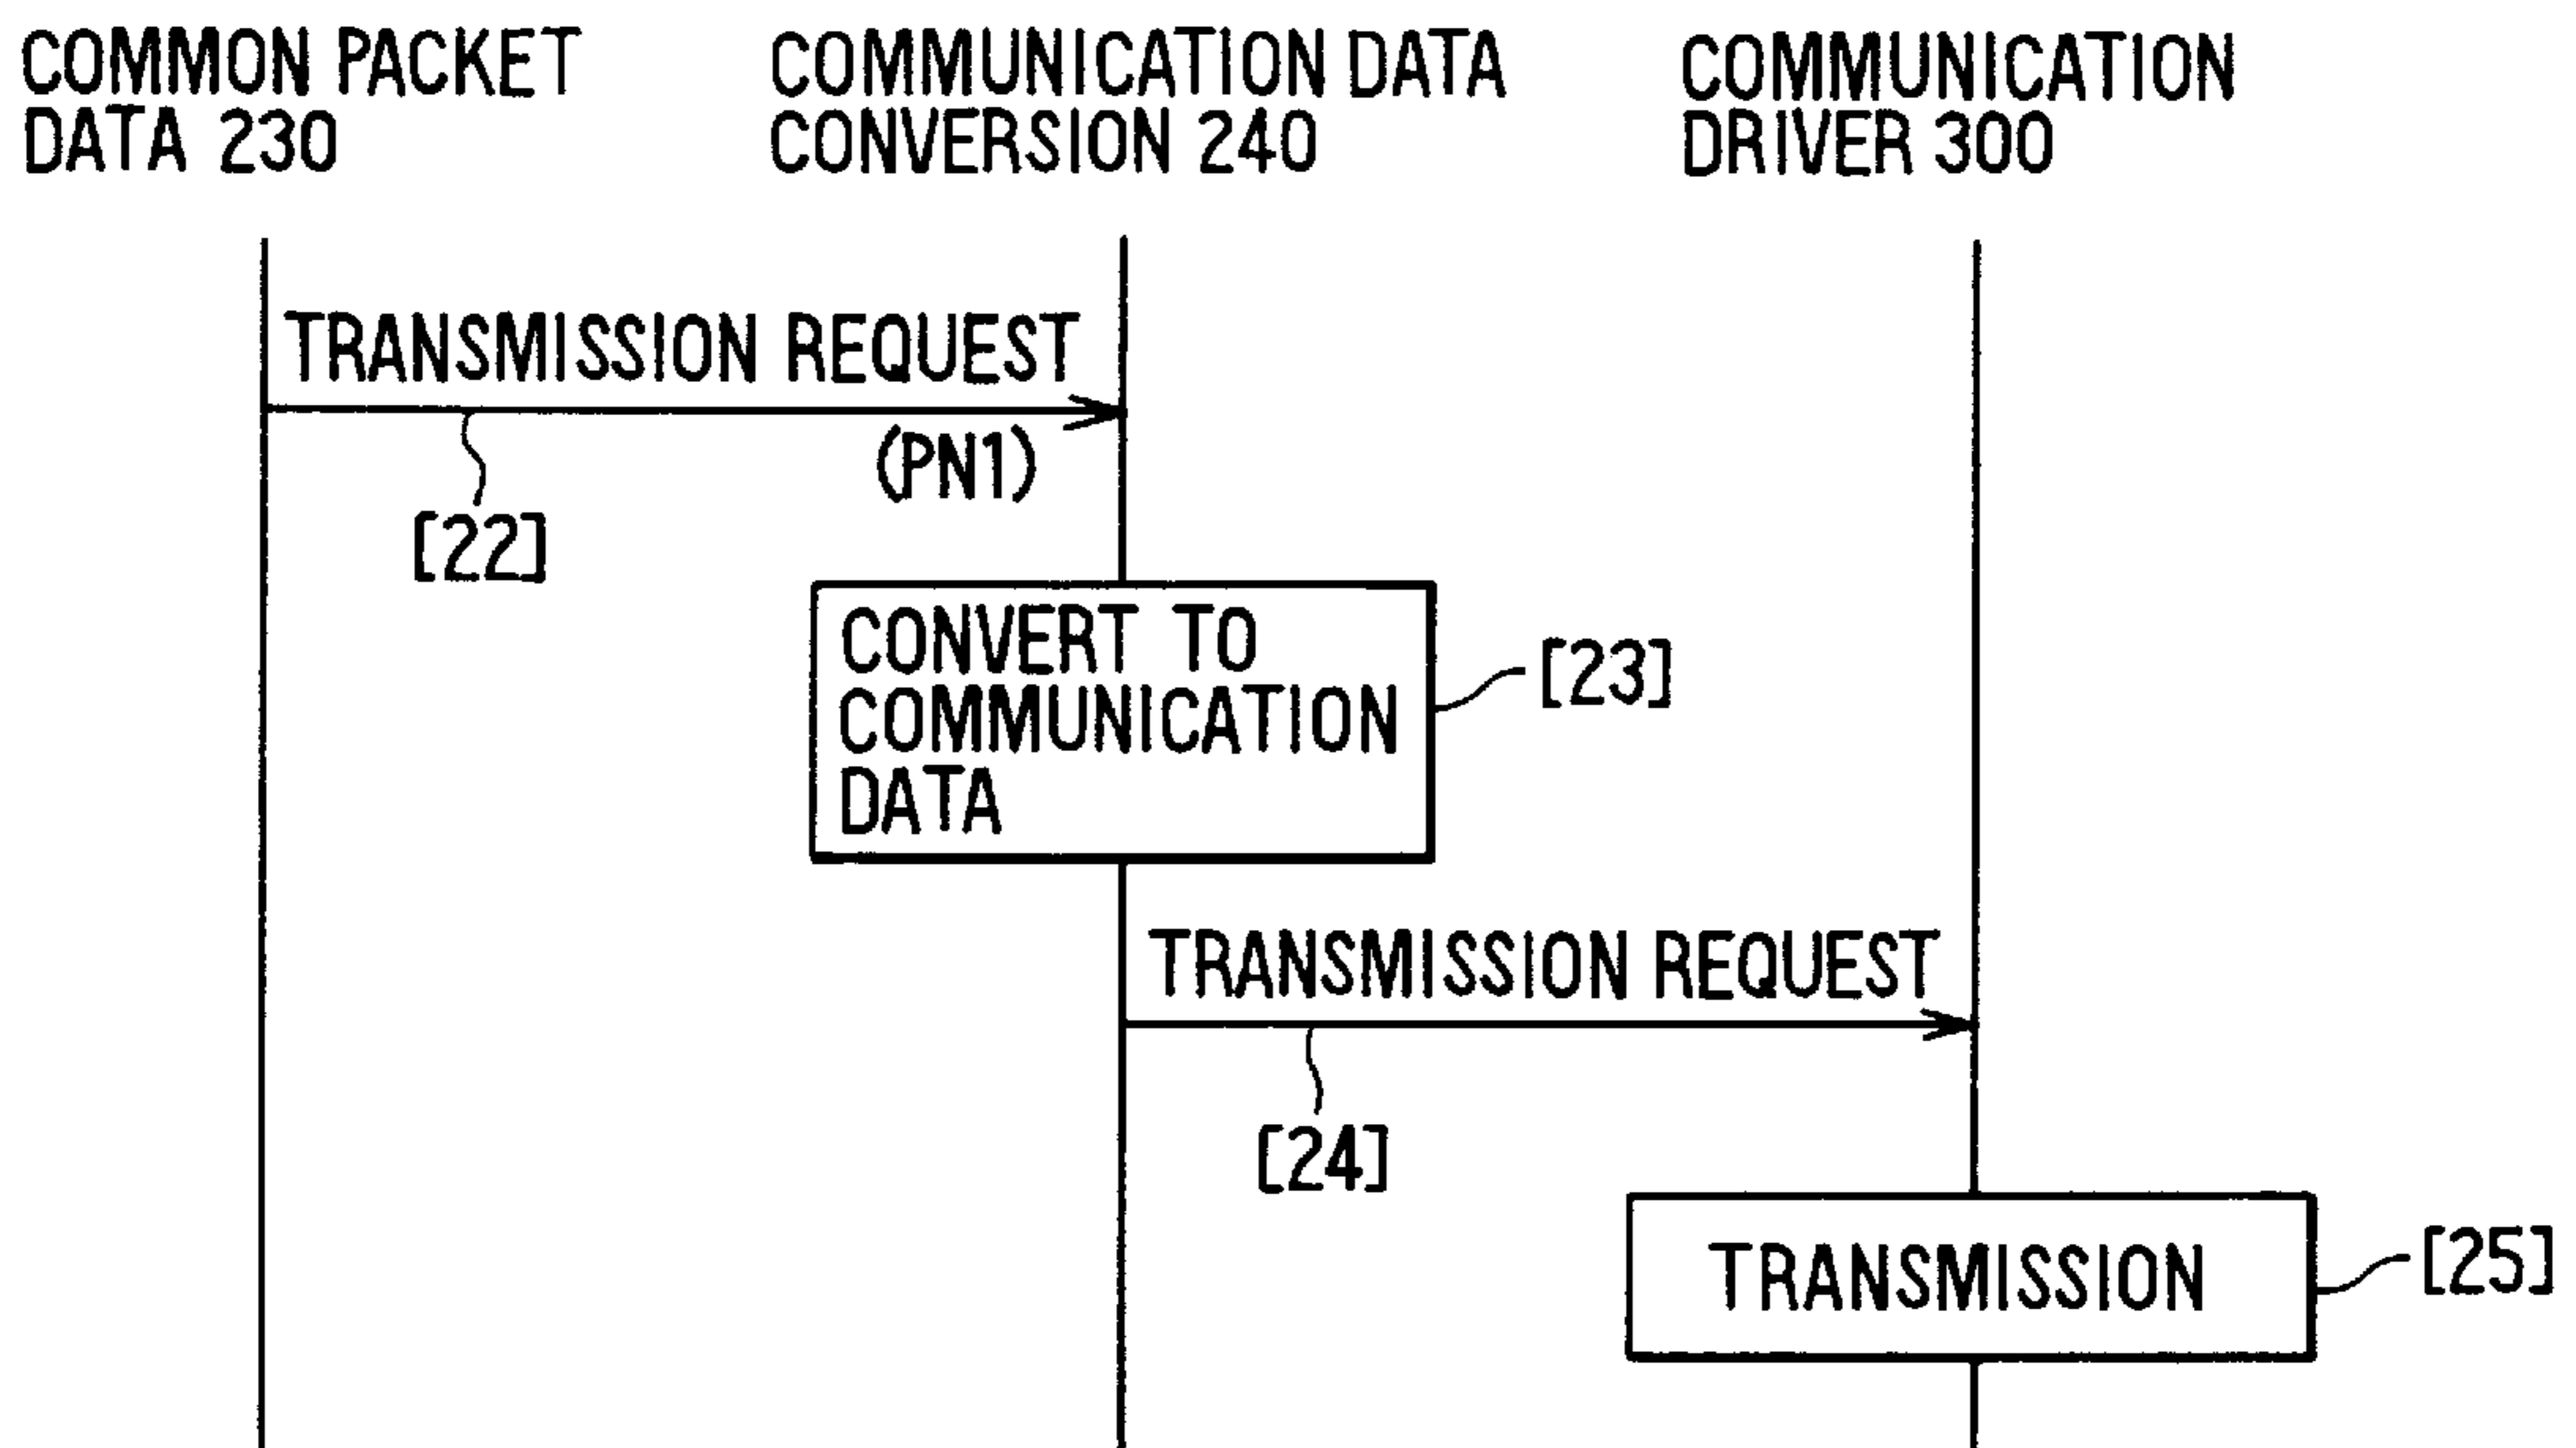 COMMON PACKET
DATA 230
COMMUNICATION DATA
CONVERSION 240
COMMUNICATION
DRIVER 300
TRANSMISSION REQUEST
(PN1)
[22]
CONVERT TO
COMMUNICATION
DATA
[23]
TRANSMISSION REQUEST
[24]
TRANSMISSION
[25]